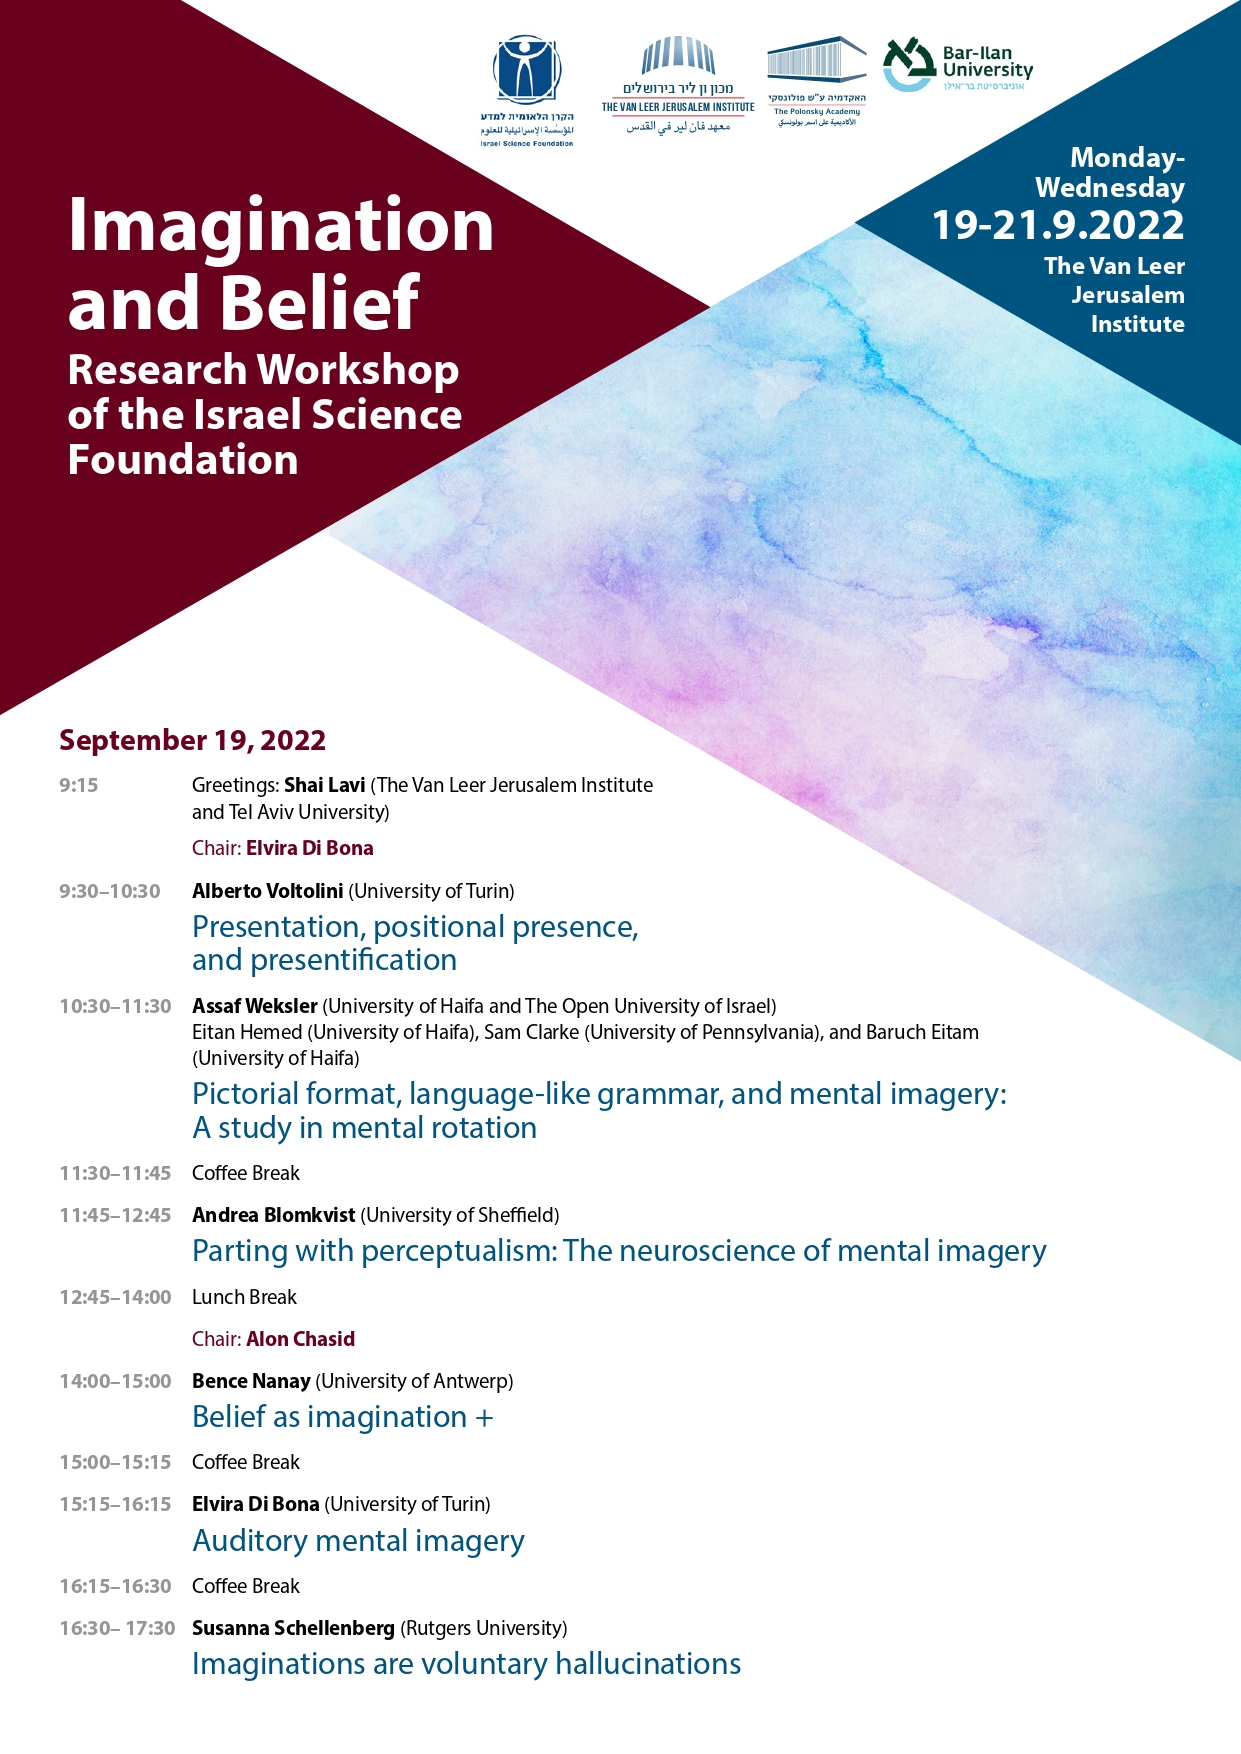 הקרן הלאומית למדע
المؤسسة الإسرائيلية للعلوم
Israel Science Foundation
מכון ון ליר בירושלים
THE VAN LEER JERUSALEM INSTITUTE
معهد فان لير في القدس
האקדמיה ע"ש פולונסקי
The Polonsky Academy
الأكاديمية على اسم بولونسكي
Bar-Ilan
University
אוניברסיטת בר־אילן
Monday-
Wednesday
19-21.9.2022
The Van Leer
Jerusalem
Institute
Imagination
and Belief
Research Workshop
of the Israel Science
Foundation
September 19, 2022
9:15 Greetings: Shai Lavi (The Van Leer Jerusalem Institute
and Tel Aviv University)
Chair: Elvira Di Bona
9:30–10:30 Alberto Voltolini (University of Turin)
Presentation, positional presence,
and presentification
10:30–11:30 Assaf Weksler (University of Haifa and The Open University of Israel)
Eitan Hemed (University of Haifa), Sam Clarke (University of Pennsylvania), and Baruch Eitam
(University of Haifa)
Pictorial format, language-like grammar, and mental imagery:
A study in mental rotation
11:30–11:45 Coffee Break
11:45–12:45 Andrea Blomkvist (University of Sheffield)
Parting with perceptualism: The neuroscience of mental imagery
12:45–14:00 Lunch Break
Chair: Alon Chasid
14:00–15:00 Bence Nanay (University of Antwerp)
Belief as imagination +
15:00–15:15 Coffee Break
15:15–16:15 Elvira Di Bona (University of Turin)
Auditory mental imagery
16:15–16:30 Coffee Break
16:30– 17:30 Susanna Schellenberg (Rutgers University)
Imaginations are voluntary hallucinations